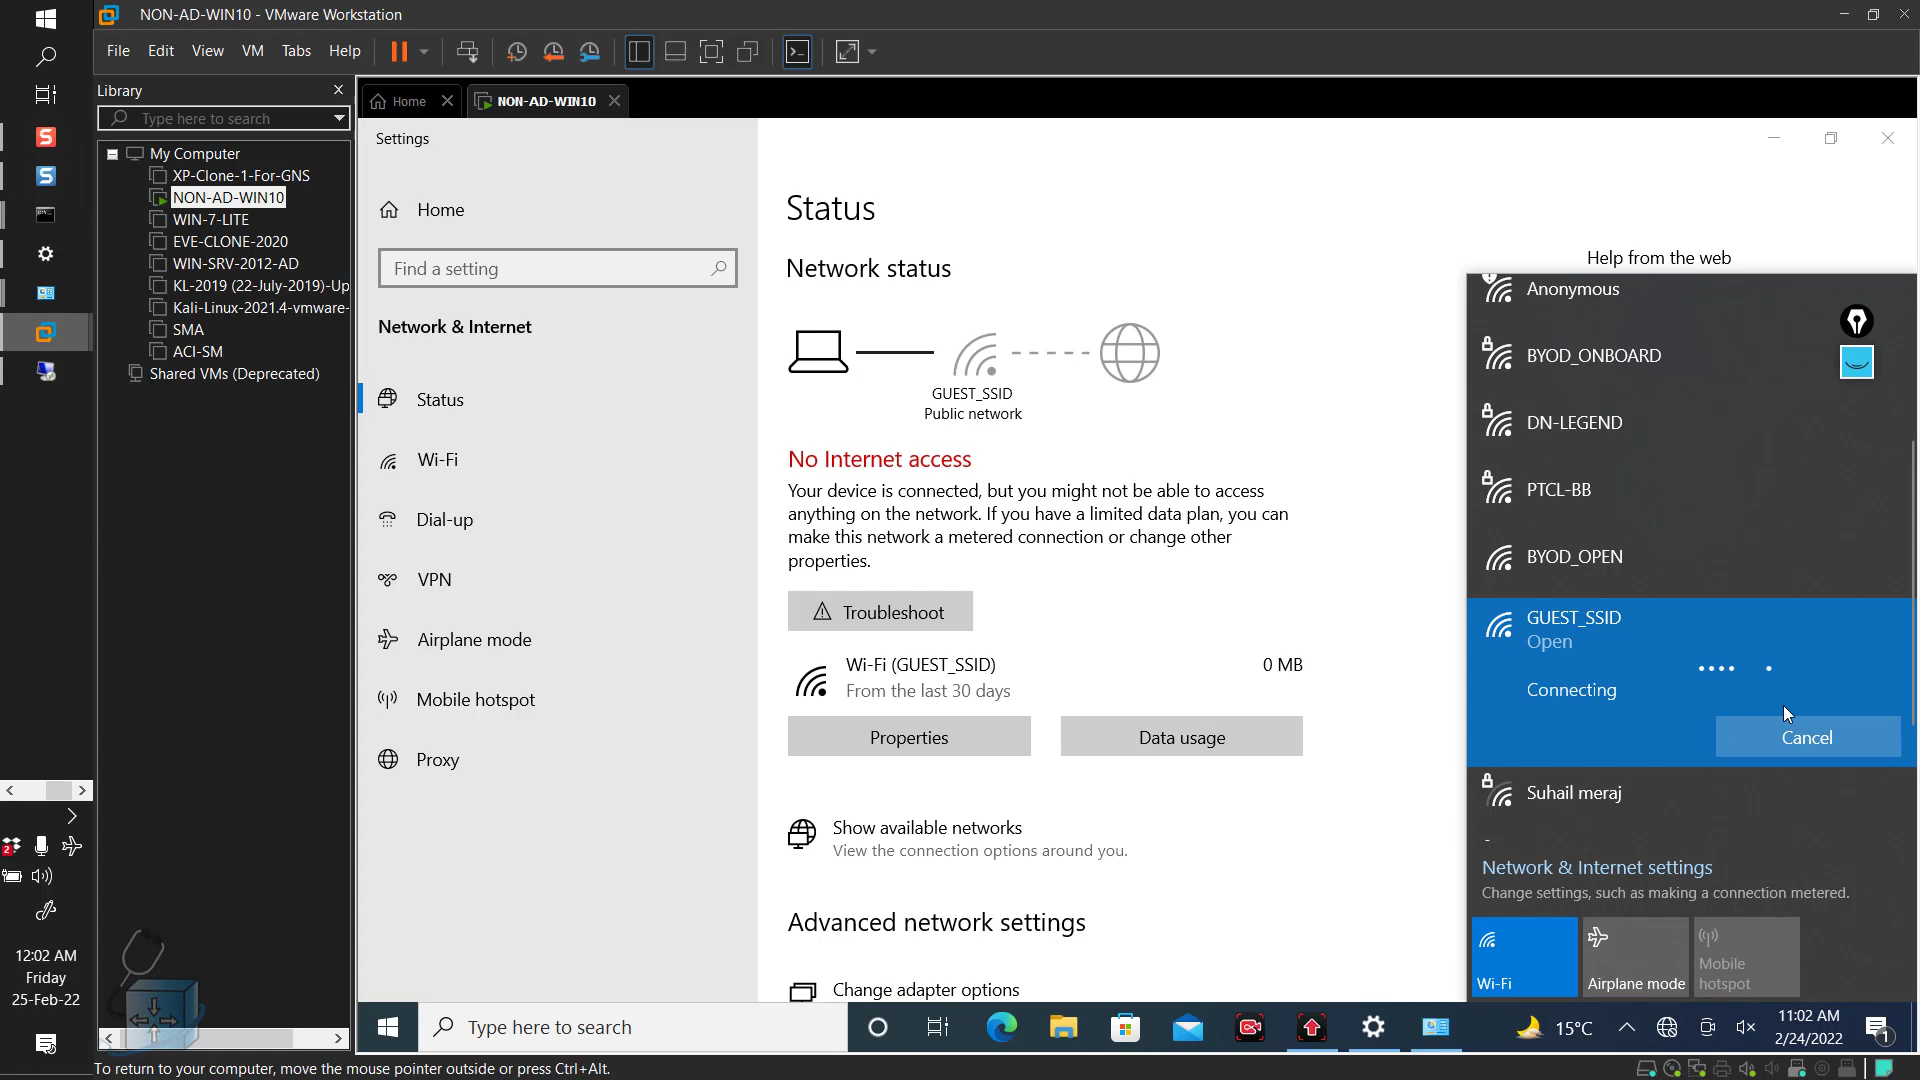 NON-AD-WIN10 - VMware Workstation
File Edit View VM Tabs Help
Library
Type here to search
My Computer
XP-Clone-1-For-GNS
NON-AD-WIN10
WIN-7-LITE
EVE-CLONE-2020
WIN-SRV-2012-AD
KL-2019 (22-July-2019)-Up
Kali-Linux-2021.4-vmware-
SMA
ACI-SM
Shared VMs (Deprecated)
Home
NON-AD-WIN10
Settings
Home
Find a setting
Network & Internet
Status
Wi-Fi
Dial-up
VPN
Airplane mode
Mobile hotspot
Proxy
Status
Network status
GUEST_SSID
Public network
No Internet access
Your device is connected, but you might not be able to access
anything on the network. If you have a limited data plan, you can
make this network a metered connection or change other
properties.
Troubleshoot
Wi-Fi (GUEST_SSID) 0 MB
From the last 30 days
Properties
Data usage
Show available networks
View the connection options around you.
Advanced network settings
Change adapter options
Help from the web
Anonymous
BYOD_ONBOARD
DN-LEGEND
PTCL-BB
BYOD_OPEN
GUEST_SSID
Open
Connecting
Cancel
Suhail meraj
Network & Internet settings
Change settings, such as making a connection metered.
Wi-Fi
Airplane mode
Mobile
hotspot
Type here to search
15°C
11:02 AM
2/24/2022
1
2
12:02 AM
Friday
25-Feb-22
To return to your computer, move the mouse pointer outside or press Ctrl+Alt.